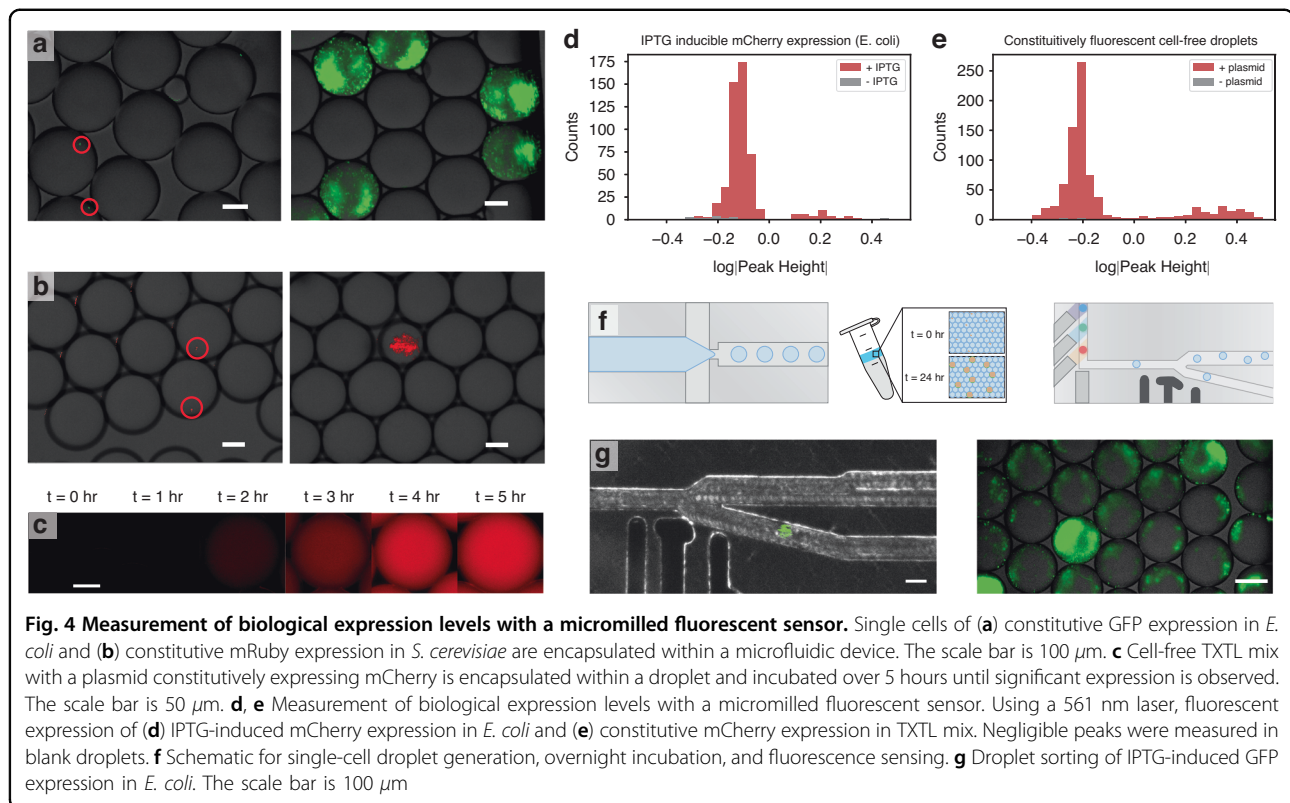 a
d
IPTG inducible mCherry expression (E. coli)
175
150
125
100
75
50
25
0
Counts
+ IPTG
- IPTG
−0.4
−0.2
0.0
0.2
0.4
log|Peak Height|
e
Constituitively fluorescent cell-free droplets
250
200
150
100
50
0
Counts
+ plasmid
- plasmid
−0.4
−0.2
0.0
0.2
0.4
log|Peak Height|
b
f
t = 0 hr
t = 24 hr
t = 0 hr t = 1 hr t = 2 hr t = 3 hr t = 4 hr t = 5 hr
c
g
Fig. 4 Measurement of biological expression levels with a micromilled fluorescent sensor. Single cells of (a) constitutive GFP expression in E.
coli and (b) constitutive mRuby expression in S. cerevisiae are encapsulated within a microfluidic device. The scale bar is 100 μm. c Cell-free TXTL mix
with a plasmid constitutively expressing mCherry is encapsulated within a droplet and incubated over 5 hours until significant expression is observed.
The scale bar is 50 μm. d, e Measurement of biological expression levels with a micromilled fluorescent sensor. Using a 561 nm laser, fluorescent
expression of (d) IPTG-induced mCherry expression in E. coli and (e) constitutive mCherry expression in TXTL mix. Negligible peaks were measured in
blank droplets. f Schematic for single-cell droplet generation, overnight incubation, and fluorescence sensing. g Droplet sorting of IPTG-induced GFP
expression in E. coli. The scale bar is 100 μm